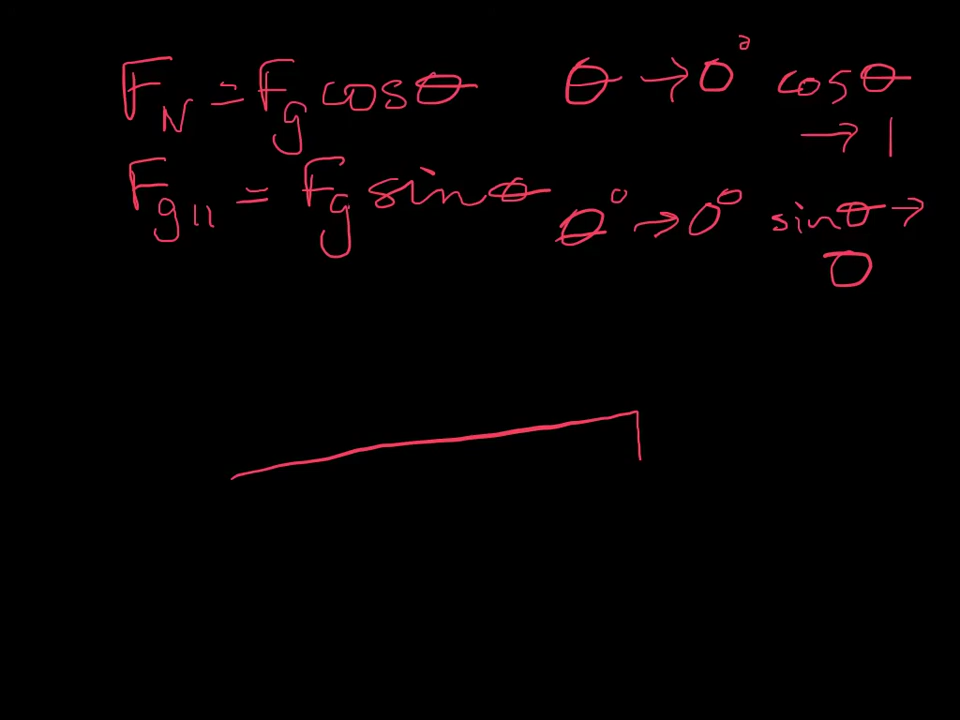 F_N = F_g cosθ θ → 0° cosθ
→ 1
F_g∥ = F_g sinθ θ° → 0° sinθ →
0